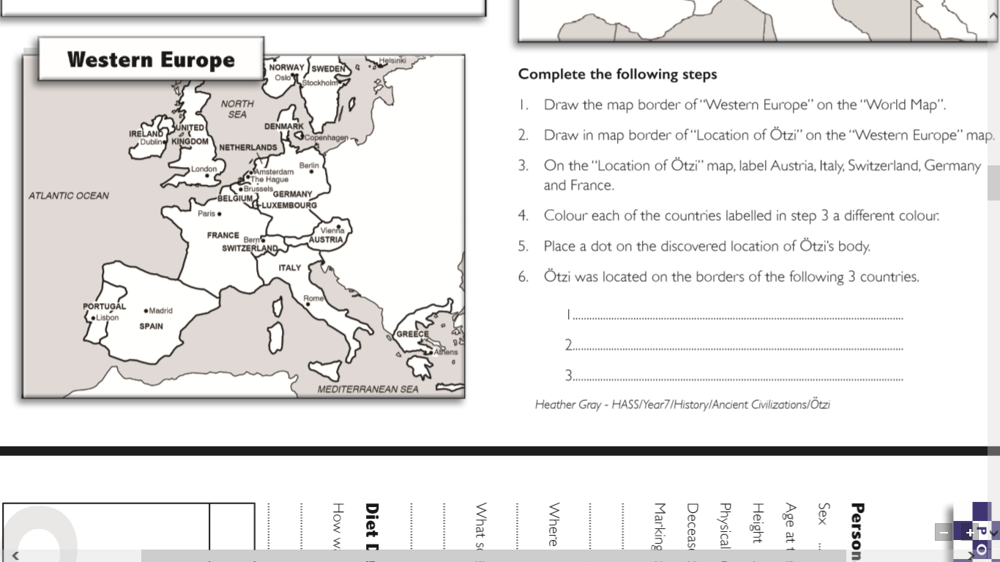 Western Europe
NORWAY
SWEDEN
Helsinki
Oslo
Stockholm
NORTH
SEA
DENMARK
Copenhagen
IRELAND
Dublin
UNITED
KINGDOM
NETHERLANDS
London
Berlin
Amsterdam
The Hague
Brussels
BELGIUM
GERMANY
LUXEMBOURG
ATLANTIC OCEAN
Paris
Vienna
AUSTRIA
FRANCE
Bern
SWITZERLAND
ITALY
Rome
PORTUGAL
Lisbon
Madrid
SPAIN
GREECE
Athens
MEDITERRANEAN SEA
Complete the following steps
1. Draw the map border of "Western Europe" on the "World Map".
2. Draw in map border of "Location of Ötzi" on the "Western Europe" map.
3. On the "Location of Ötzi" map, label Austria, Italy, Switzerland, Germany
and France.
4. Colour each of the countries labelled in step 3 a different colour.
5. Place a dot on the discovered location of Ötzi's body.
6. Ötzi was located on the borders of the following 3 countries.
1
2
3
Heather Gray - HASS/Year7/History/Ancient Civilizations/Ötzi
Person
Sex
Age at
Height
Physical
Deceas
Marking
Where
What
Diet
How
PO